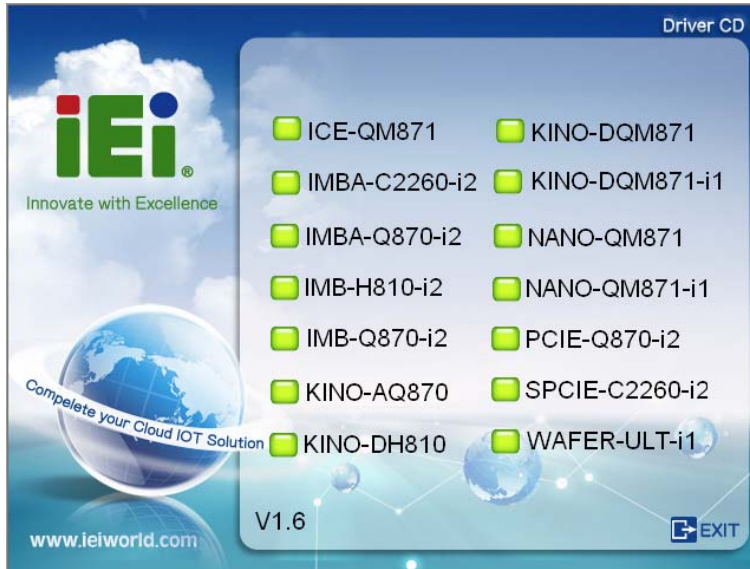 Driver CD
iEi®
Innovate with Excellence
ICE-QM871
IMBA-C2260-i2
IMBA-Q870-i2
IMB-H810-i2
IMB-Q870-i2
KINO-AQ870
KINO-DH810
KINO-DQM871
KINO-DQM871-i1
NANO-QM871
NANO-QM871-i1
PCIE-Q870-i2
SPCIE-C2260-i2
WAFER-ULT-i1
Compelete your Cloud IOT Solution
V1.6
EXIT
www.ieiworld.com